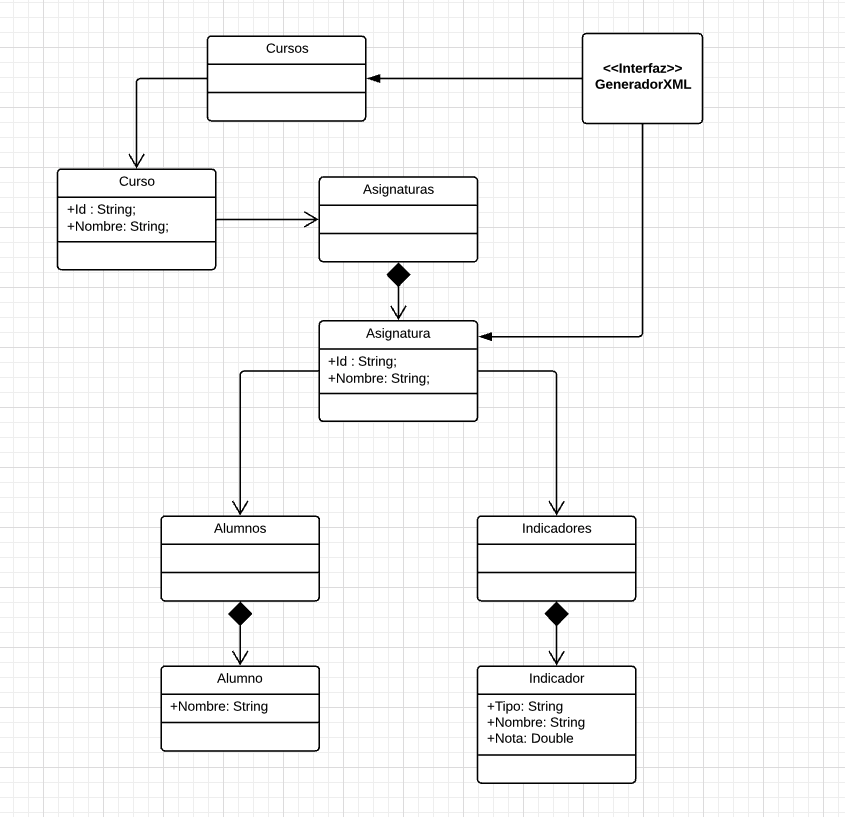 Cursos
<<Interfaz>>
GeneradorXML
Curso
+Id : String;
+Nombre: String;
Asignaturas
Asignatura
+Id : String;
+Nombre: String;
Alumnos
Indicadores
Alumno
+Nombre: String
Indicador
+Tipo: String
+Nombre: String
+Nota: Double